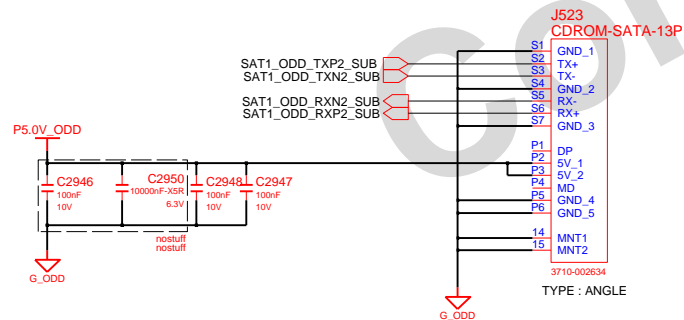 J523
CDROM-SATA-13P
S1 GND_1
SAT1_ODD_TXP2_SUB S2 TX+
SAT1_ODD_TXN2_SUB S3 TX-
S4 GND_2
SAT1_ODD_RXN2_SUB S5 RX-
SAT1_ODD_RXP2_SUB S6 RX+
S7 GND_3
P5.0V_ODD
P1 DP
P2 5V_1
P3 5V_2
P4 MD
P5 GND_4
P6 GND_5
14 MNT1
15 MNT2
C2946 C2950 C2948 C2947
100nF 10000nF-X5R 100nF 100nF
10V 6.3V 10V 10V
nostuff
nostuff
G_ODD
3710-002634
TYPE : ANGLE
G_ODD